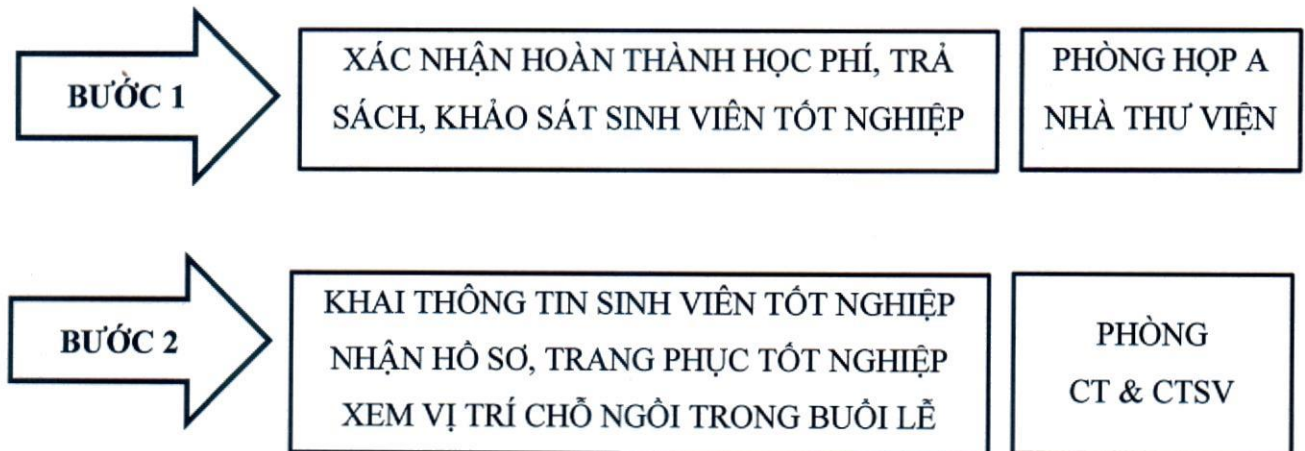 BƯỚC 1
XÁC NHẬN HOÀN THÀNH HỌC PHÍ, TRẢ
SÁCH, KHẢO SÁT SINH VIÊN TỐT NGHIỆP
PHÒNG HỌP A
NHÀ THƯ VIỆN
BƯỚC 2
KHAI THÔNG TIN SINH VIÊN TỐT NGHIỆP
NHẬN HỒ SƠ, TRANG PHỤC TỐT NGHIỆP
XEM VỊ TRÍ CHỖ NGỒI TRONG BUỔI LỄ
PHÒNG
CT & CTSV